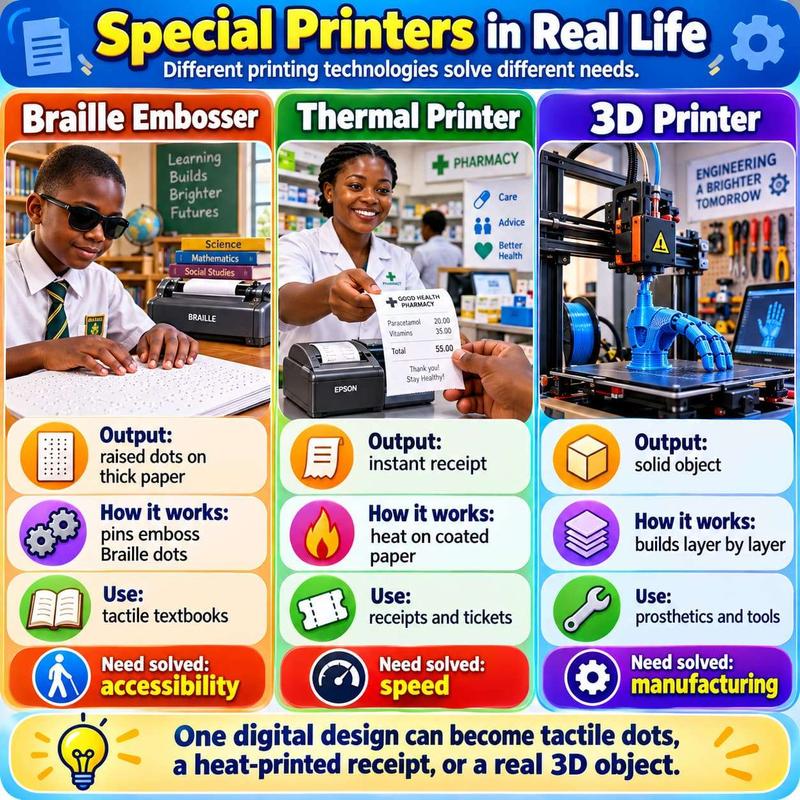 Special Printers in Real Life
Different printing technologies solve different needs.
Braille Embosser
Learning
Builds
Brighter
Futures
Science
Mathematics
Social Studies
BRAILLE
Output:
raised dots on
thick paper
How it works:
pins emboss
Braille dots
Use:
tactile textbooks
Need solved:
accessibility
Thermal Printer
PHARMACY
Care
Advice
Better
Health
PHARMACY
GOOD HEALTH
PHARMACY
Paracetamol 20.00
Vitamins 35.00
Total 55.00
Thank you!
Stay Healthy!
EPSON
Output:
instant receipt
How it works:
heat on coated
paper
Use:
receipts and tickets
Need solved:
speed
3D Printer
ENGINEERING
A BRIGHTER
TOMORROW
Output:
solid object
How it works:
builds layer by layer
Use:
prosthetics and tools
Need solved:
manufacturing
One digital design can become tactile dots,
a heat-printed receipt, or a real 3D object.